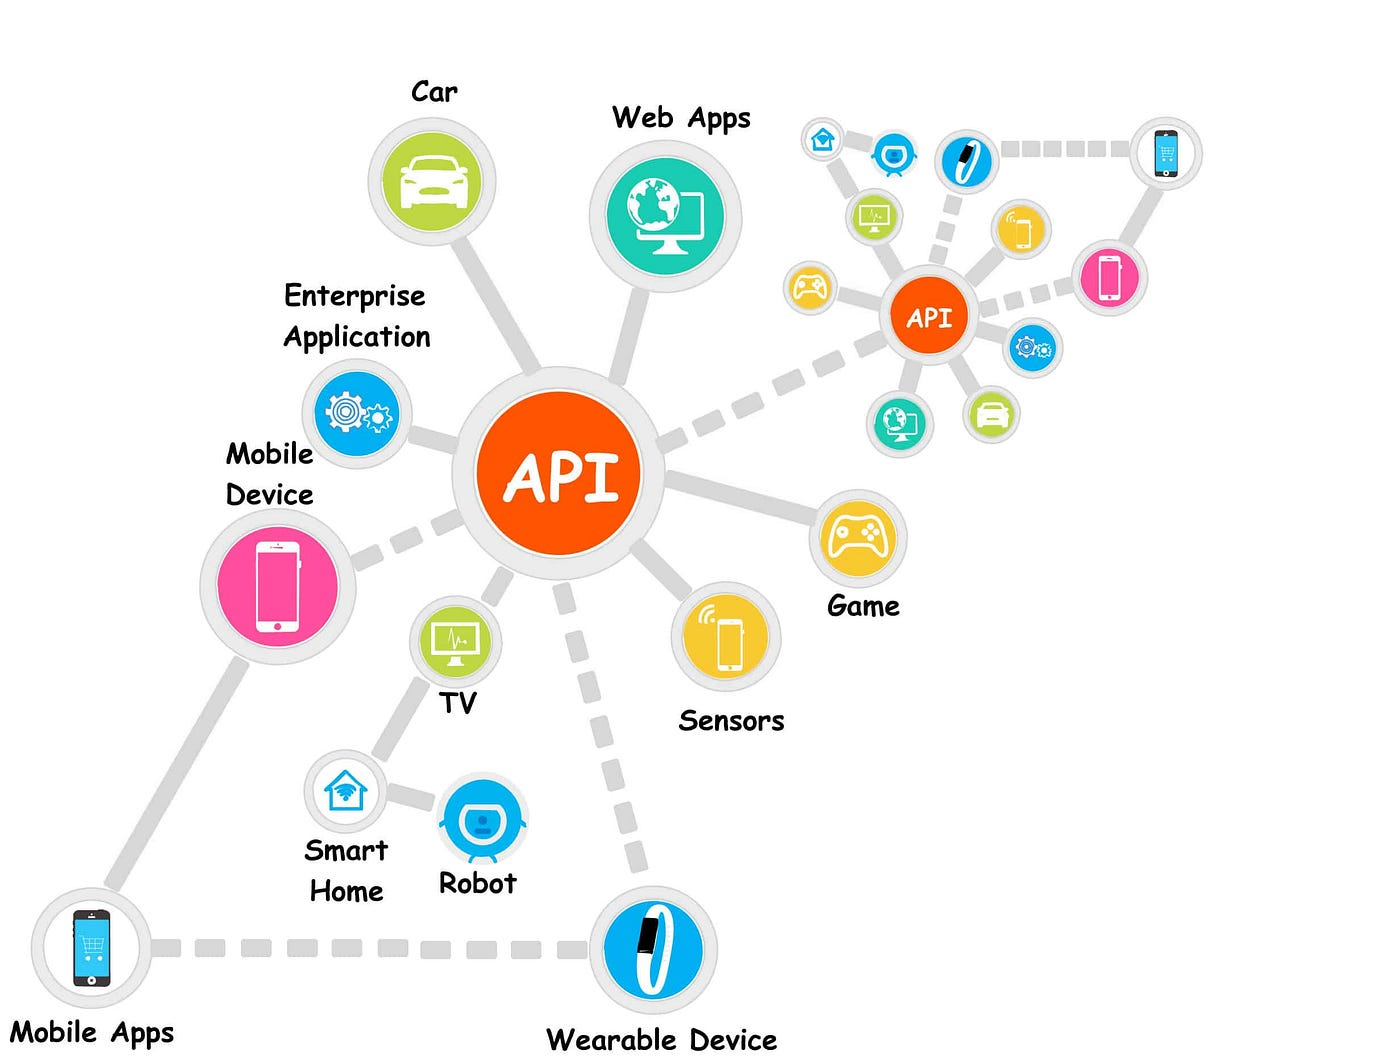 Car
Web Apps
Enterprise
Application
API
Mobile
Device
API
Game
TV
Sensors
Smart
Home
Robot
Mobile Apps
Wearable Device